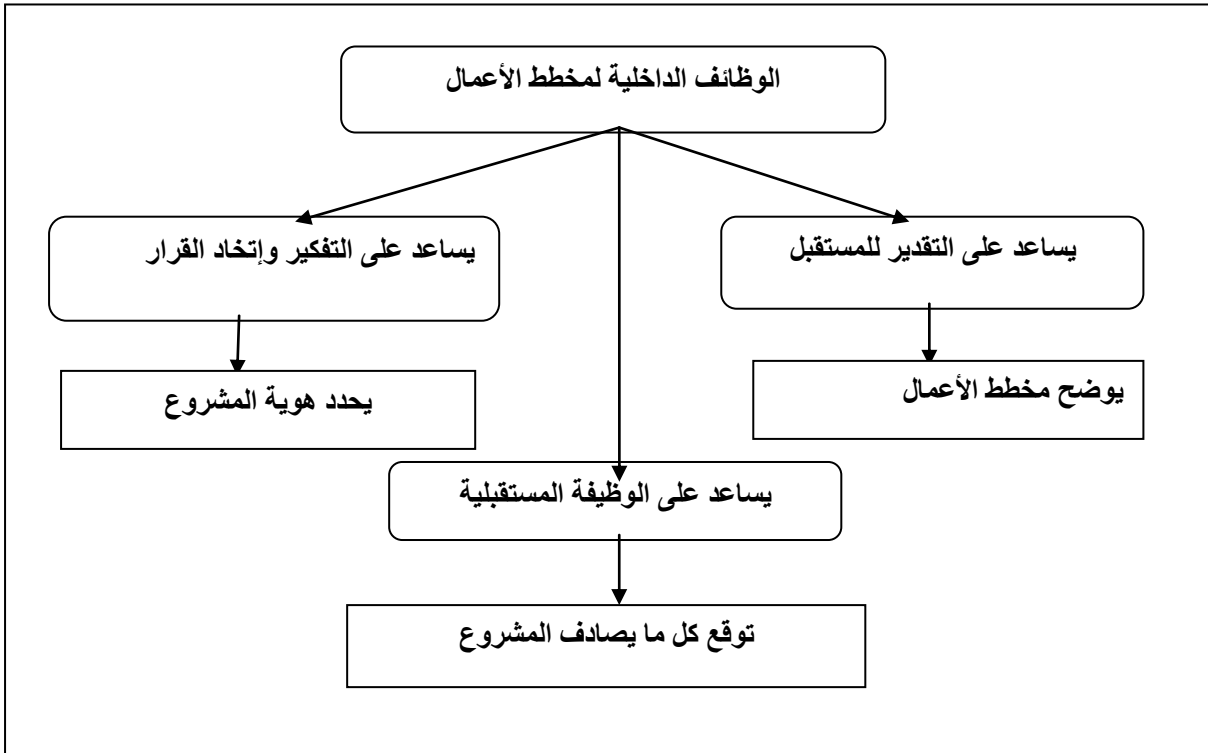 الوظائف الداخلية لمخطط الأعمال
يساعد على التقدير للمستقبل
يساعد على التفكير وإتخاد القرار
يوضح مخطط الأعمال
يحدد هوية المشروع
يساعد على الوظيفة المستقبلية
توقع كل ما يصادف المشروع